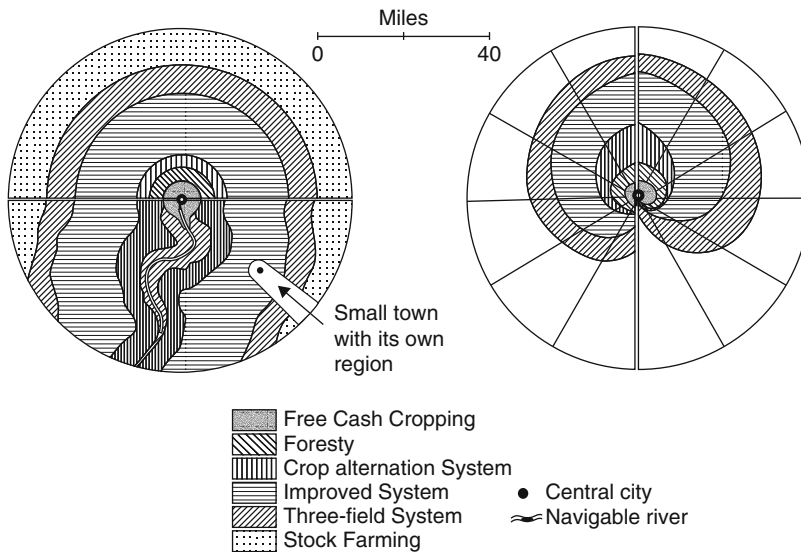 Miles
0 40
Small town
with its own
region
Free Cash Cropping
Foresty
Crop alternation System
Improved System
Three-field System
Stock Farming
Central city
Navigable river